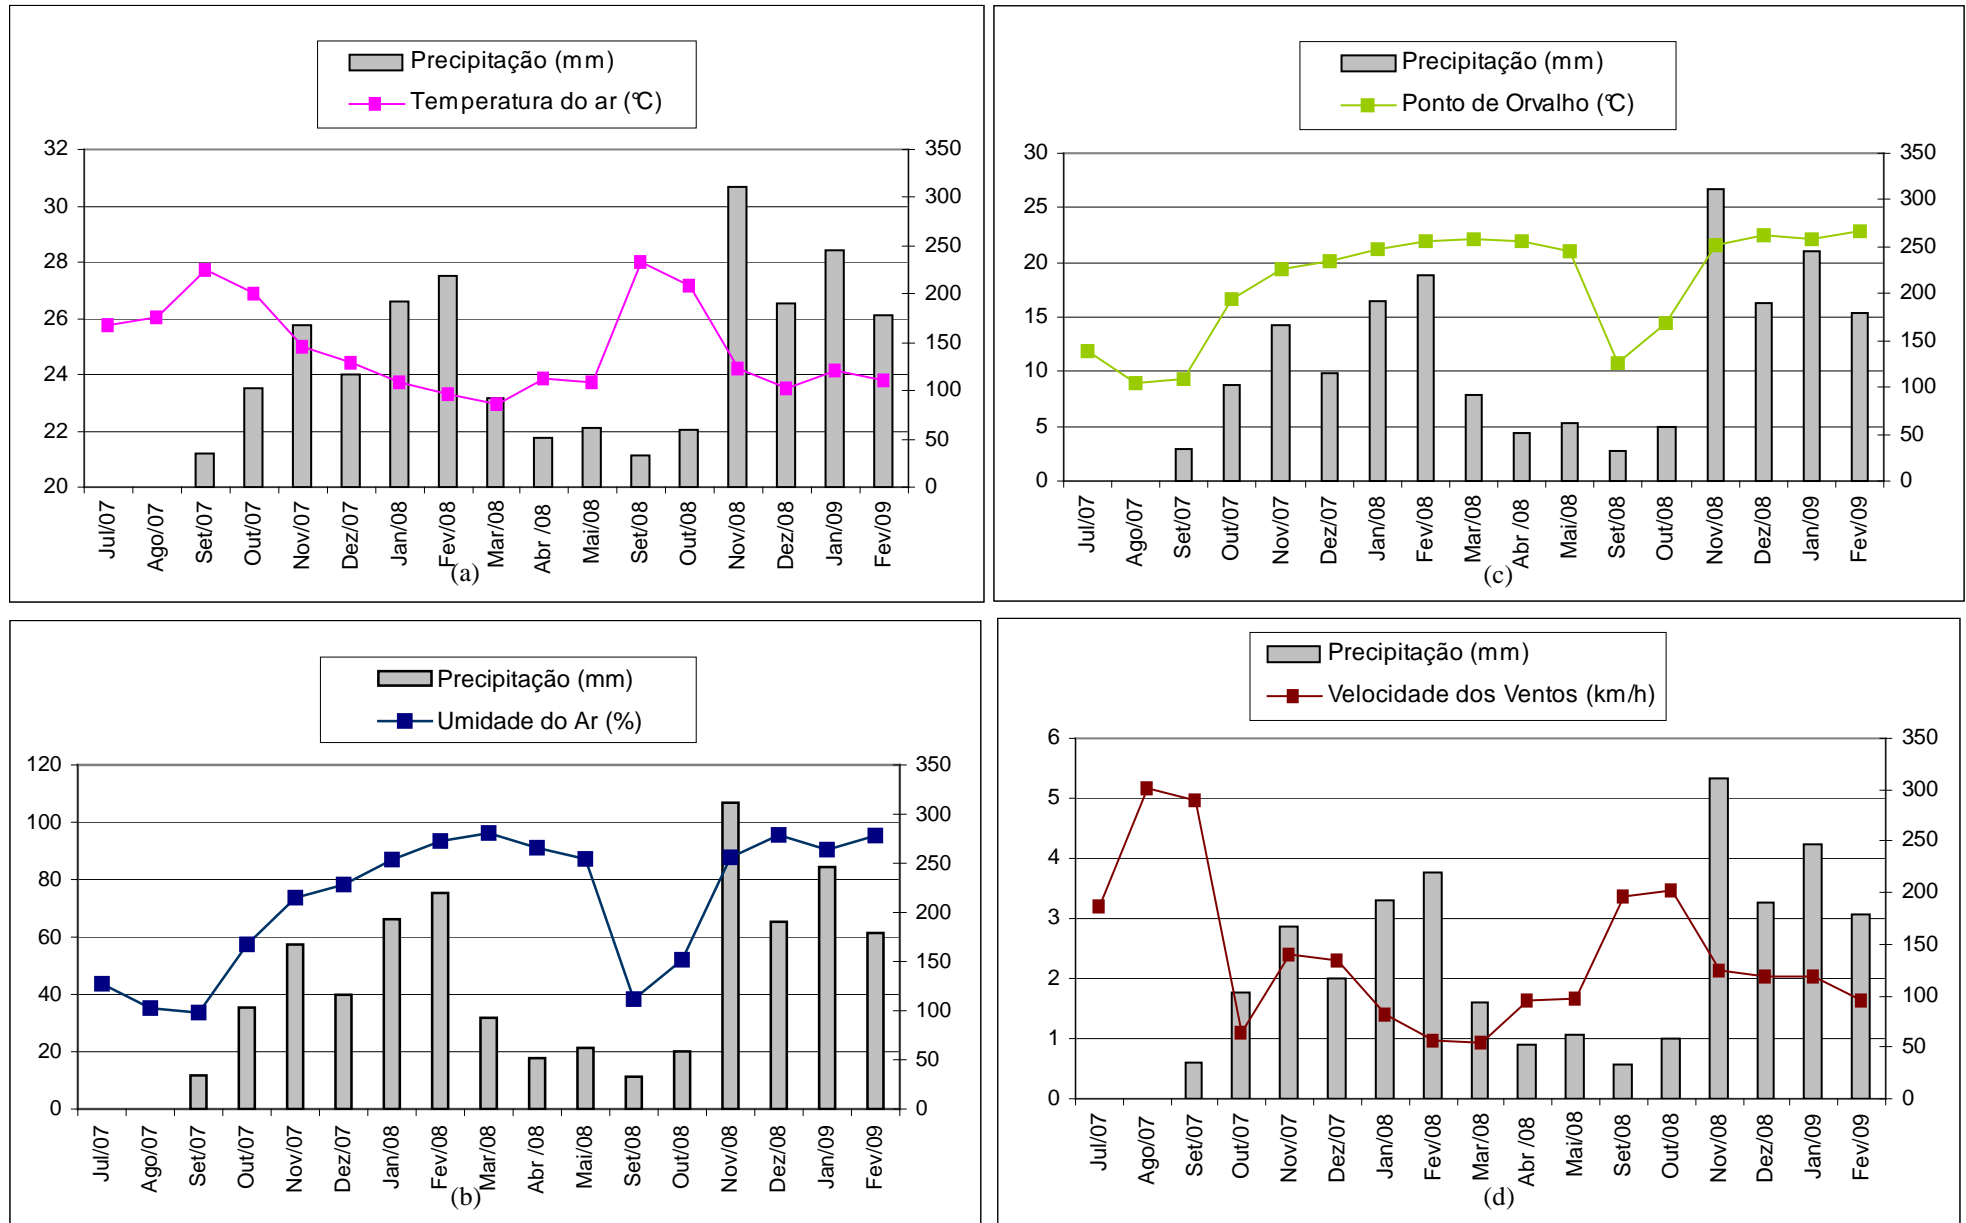 Precipitação (mm)
Temperatura do ar (°C)
32
30
28
26
24
22
20
350
300
250
200
150
100
50
0
Jul/07
Ago/07
Set/07
Out/07
Nov/07
Dez/07
Jan/08
Fev/08
Mar/08
Abr /08
Mai/08
Set/08
Out/08
Nov/08
Dez/08
Jan/09
Fev/09
(a)
Precipitação (mm)
Ponto de Orvalho (°C)
30
25
20
15
10
5
0
350
300
250
200
150
100
50
0
Jul/07
Ago/07
Set/07
Out/07
Nov/07
Dez/07
Jan/08
Fev/08
Mar/08
Abr /08
Mai/08
Set/08
Out/08
Nov/08
Dez/08
Jan/09
Fev/09
(c)
Precipitação (mm)
Umidade do Ar (%)
120
100
80
60
40
20
0
350
300
250
200
150
100
50
0
Jul/07
Ago/07
Set/07
Out/07
Nov/07
Dez/07
Jan/08
Fev/08
Mar/08
Abr /08
Mai/08
Set/08
Out/08
Nov/08
Dez/08
Jan/09
Fev/09
(b)
Precipitação (mm)
Velocidade dos Ventos (km/h)
6
5
4
3
2
1
0
350
300
250
200
150
100
50
0
Jul/07
Ago/07
Set/07
Out/07
Nov/07
Dez/07
Jan/08
Fev/08
Mar/08
Abr /08
Mai/08
Set/08
Out/08
Nov/08
Dez/08
Jan/09
Fev/09
(d)